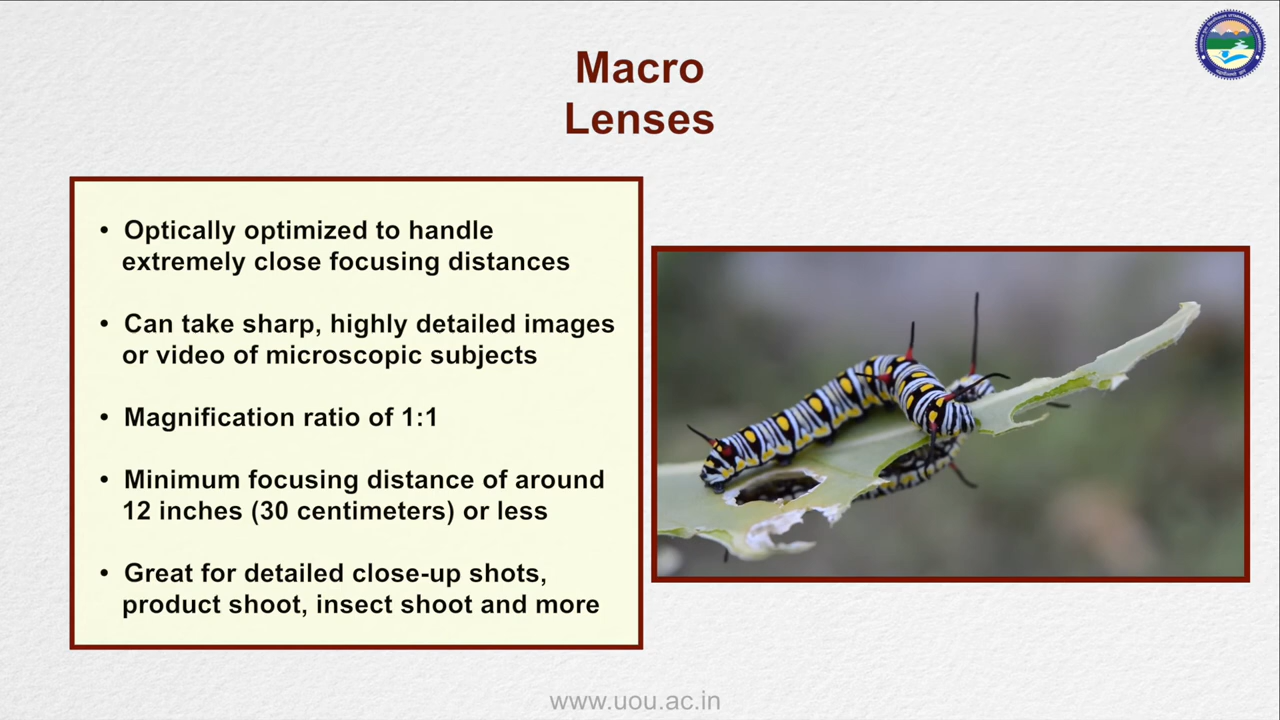 Macro
Lenses
• Optically optimized to handle
extremely close focusing distances
• Can take sharp, highly detailed images
or video of microscopic subjects
• Magnification ratio of 1:1
• Minimum focusing distance of around
12 inches (30 centimeters) or less
• Great for detailed close-up shots,
product shoot, insect shoot and more
www.uou.ac.in